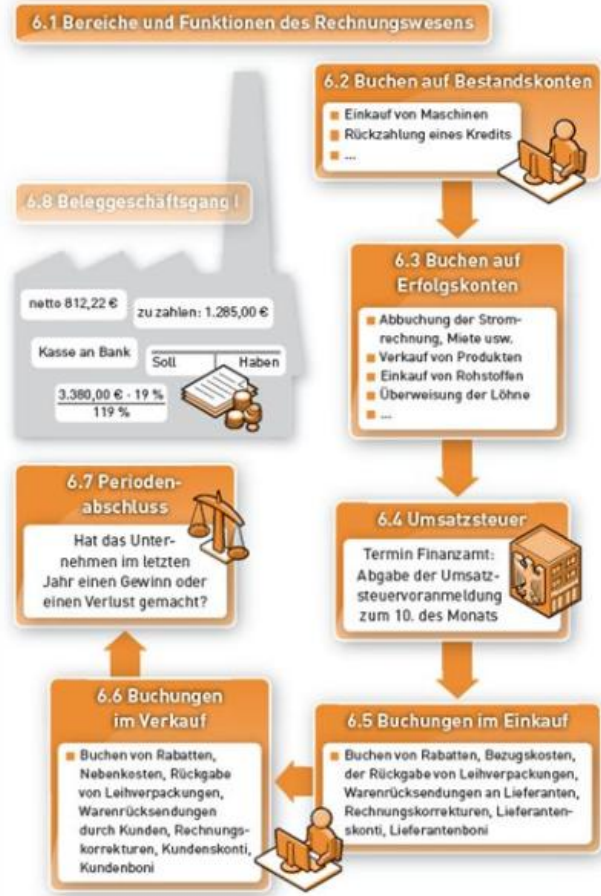 6.1 Bereiche und Funktionen des Rechnungswesens
6.2 Buchen auf Bestandskonten
Einkauf von Maschinen
Rückzahlung eines Kredits
...
6.8 Beleggeschäftsgang I
netto 812,22 €
zu zahlen: 1.285,00 €
Kasse an Bank
Soll Haben
3.380,00 € · 19 %
119 %
6.3 Buchen auf
Erfolgskonten
Abbuchung der Strom-
rechnung, Miete usw.
Verkauf von Produkten
Einkauf von Rohstoffen
Überweisung der Löhne
...
6.4 Umsatzsteuer
Termin Finanzamt:
Abgabe der Umsatz-
steuervoranmeldung
zum 10. des Monats
6.5 Buchungen im Einkauf
Buchen von Rabatten, Bezugskosten,
der Rückgabe von Leihverpackungen,
Warenrücksendungen an Lieferanten,
Rechnungskorrekturen, Lieferanten-
skonti, Lieferantenboni
6.6 Buchungen
im Verkauf
Buchen von Rabatten,
Nebenkosten, Rückgabe
von Leihverpackungen,
Warenrücksendungen
durch Kunden, Rechnungs-
korrekturen, Kundenskonti,
Kundenboni
6.7 Perioden-
abschluss
Hat das Unter-
nehmen im letzten
Jahr einen Gewinn oder
einen Verlust gemacht?